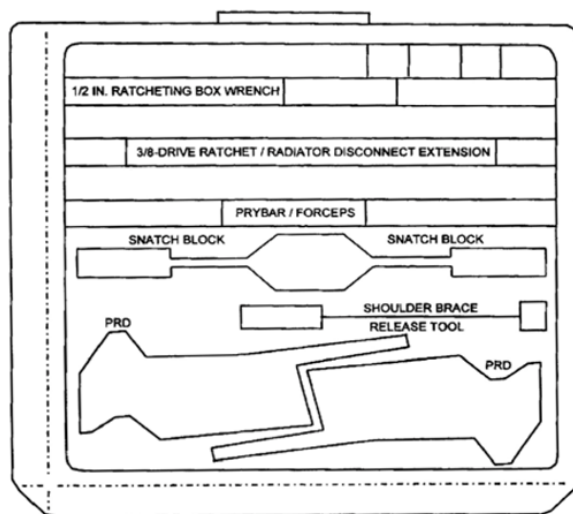 1/2 IN. RATCHETING BOX WRENCH
3/8-DRIVE RATCHET / RADIATOR DISCONNECT EXTENSION
PRYBAR / FORCEPS
SNATCH BLOCK
SNATCH BLOCK
SHOULDER BRACE
RELEASE TOOL
PRD
PRD